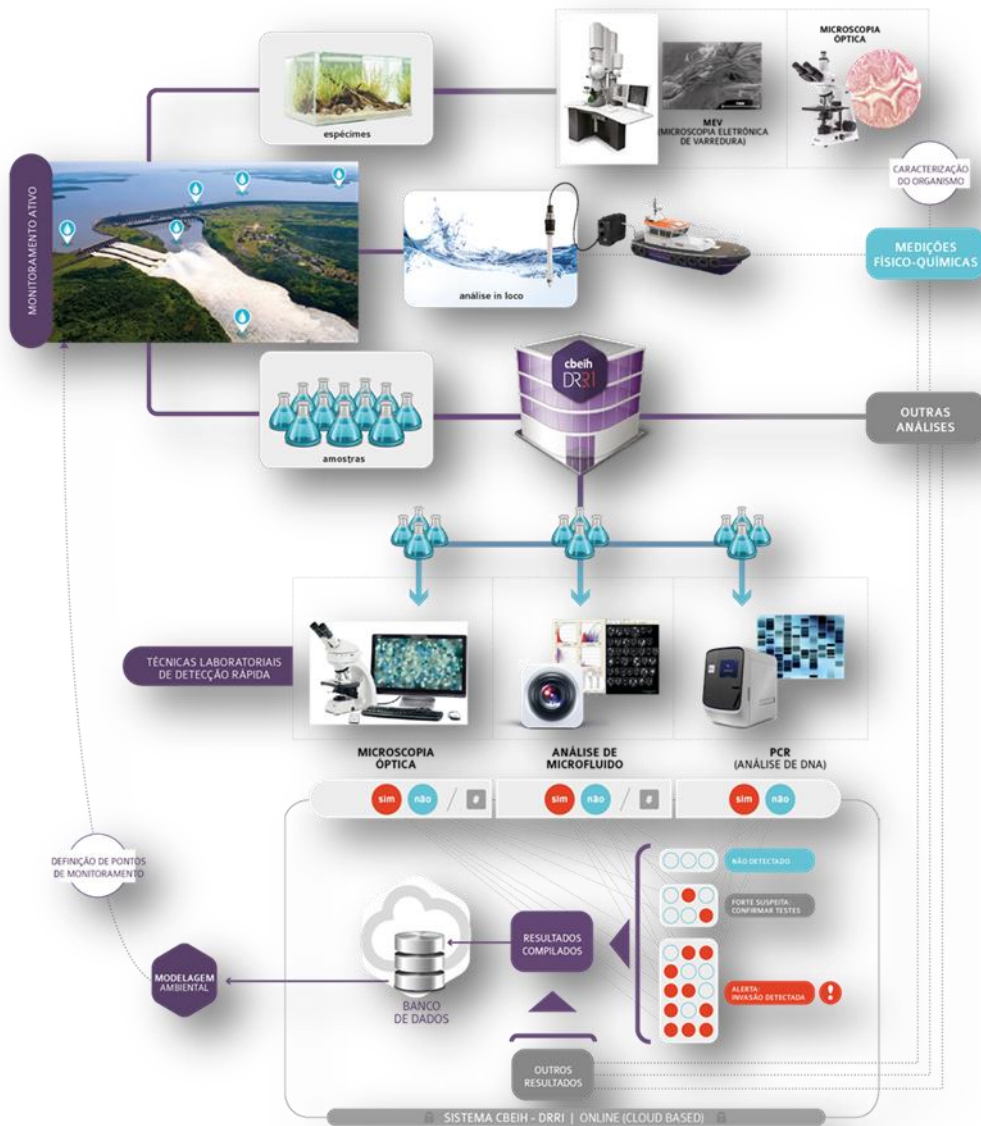 MICROSCOPIA
ÓPTICA
espécimes
MEV
(MICROSCOPIA ELETRÔNICA
DE VARREDURA)
CARACTERIZAÇÃO
DO ORGANISMO
MONITORAMENTO ATIVO
análise in loco
MEDIÇÕES
FÍSICO-QUÍMICAS
cbeih
DRRI
amostras
OUTRAS
ANÁLISES
TÉCNICAS LABORATORIAIS
DE DETECÇÃO RÁPIDA
MICROSCOPIA
ÓPTICA
ANÁLISE DE
MICROFLUIDO
PCR
(ANÁLISE DE DNA)
sim não / #
sim não / #
sim não
DEFINIÇÃO DE PONTOS
DE MONITORAMENTO
NÃO DETECTADO
FORTE SUSPEITA:
CONFIRMAR TESTES
RESULTADOS
COMPILADOS
MODELAGEM
AMBIENTAL
ALERTA:
INVASÃO DETECTADA !
BANCO
DE DADOS
OUTROS
RESULTADOS
SISTEMA CBEIH - DRRI | ONLINE (CLOUD BASED)